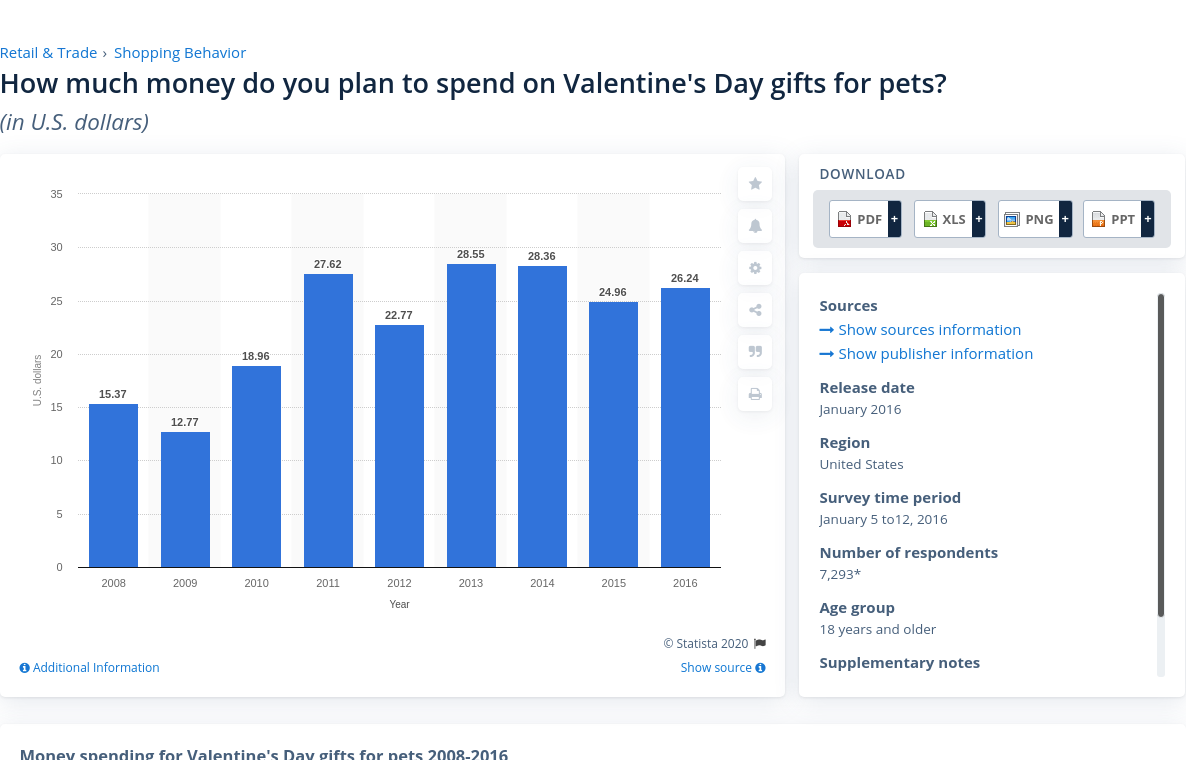 Retail & Trade › Shopping Behavior
How much money do you plan to spend on Valentine's Day gifts for pets?
(in U.S. dollars)
35
30
25
20
15
10
5
0
U.S. dollars
15.37
12.77
18.96
27.62
22.77
28.55
28.36
24.96
26.24
2008 2009 2010 2011 2012 2013 2014 2015 2016
Year
© Statista 2020
Additional Information
Show source
DOWNLOAD
PDF + XLS + PNG + PPT +
Sources
Show sources information
Show publisher information
Release date
January 2016
Region
United States
Survey time period
January 5 to12, 2016
Number of respondents
7,293*
Age group
18 years and older
Supplementary notes
Money spending for Valentine's Day gifts for pets 2008-2016